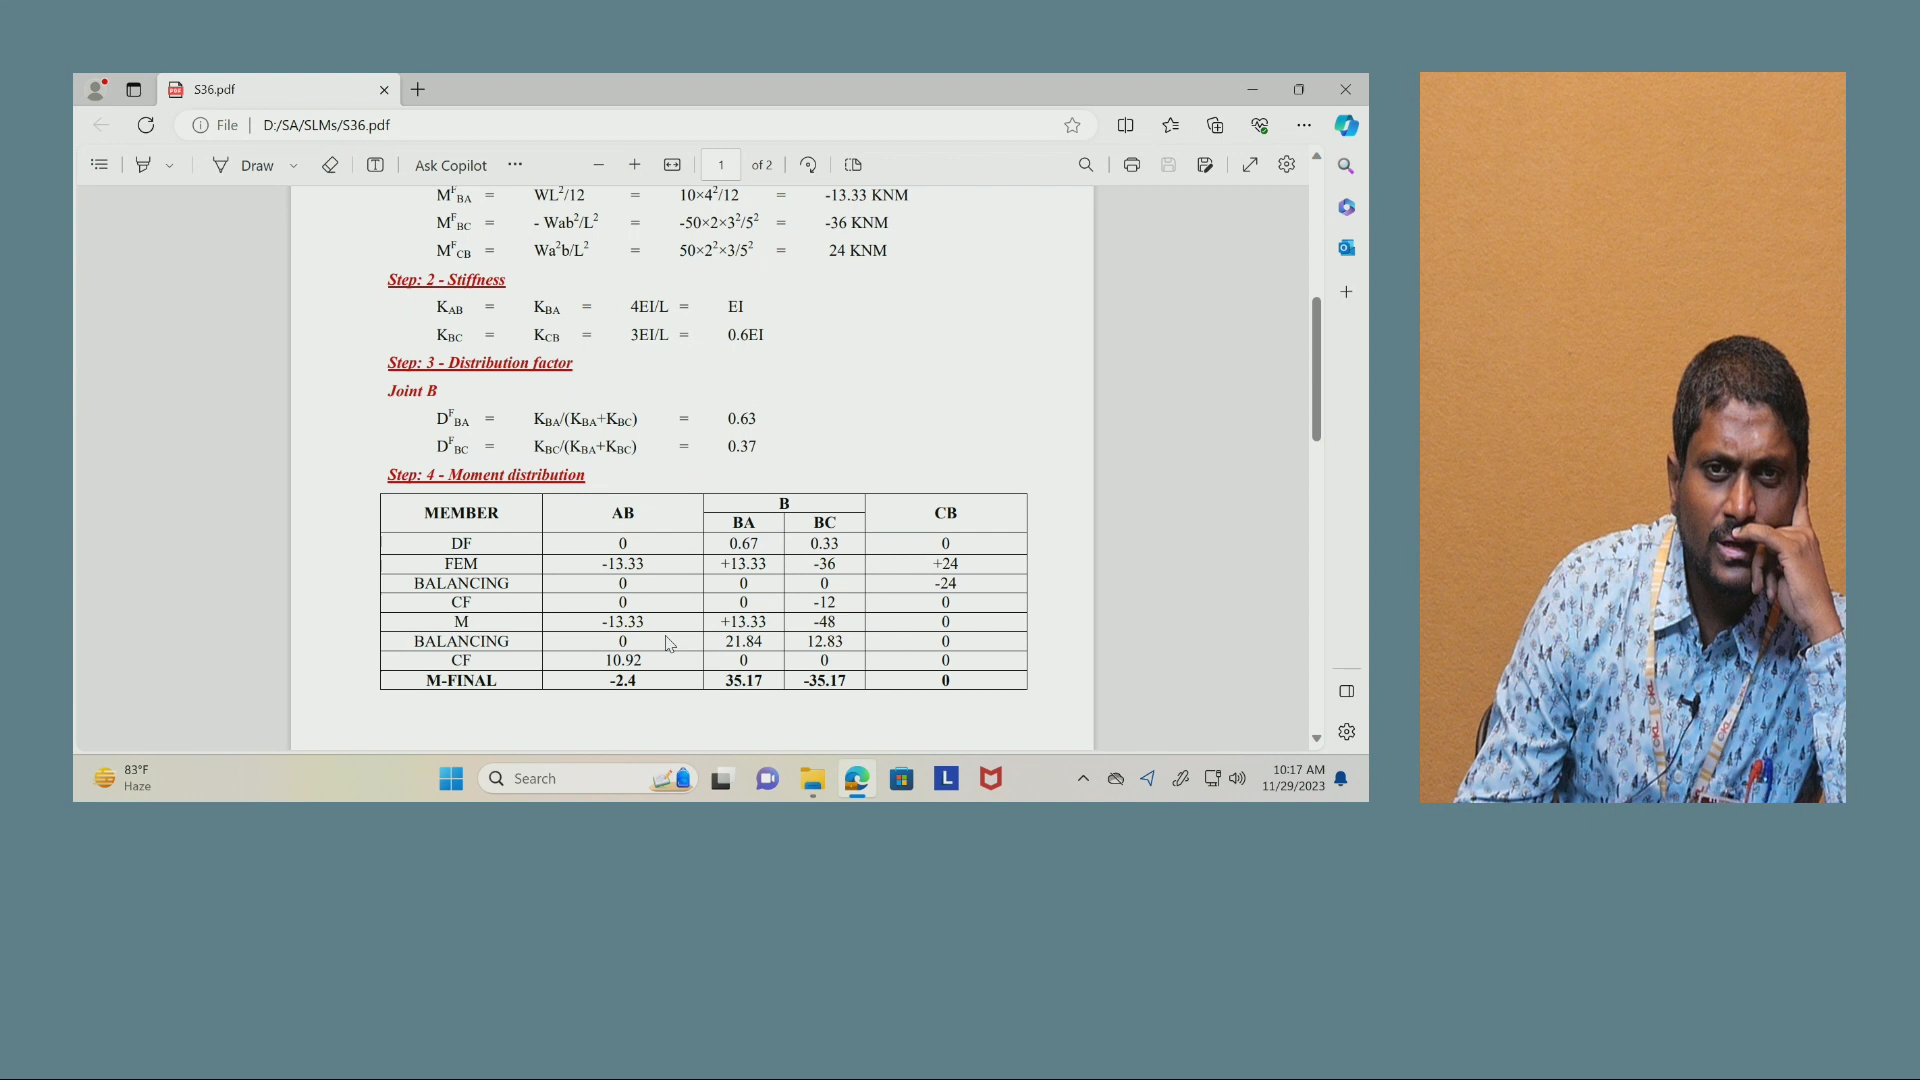 S36.pdf
File | D:/SA/SLMs/S36.pdf
Draw Ask Copilot 1 of 2
M^F_BA = WL²/12 = 10×4²/12 = -13.33 KNM
M^F_BC = - Wab²/L² = -50×2×3²/5² = -36 KNM
M^F_CB = Wa²b/L² = 50×2²×3/5² = 24 KNM
Step: 2 - Stiffness
K_AB = K_BA = 4EI/L = EI
K_BC = K_CB = 3EI/L = 0.6EI
Step: 3 - Distribution factor
Joint B
D^F_BA = K_BA/(K_BA+K_BC) = 0.63
D^F_BC = K_BC/(K_BA+K_BC) = 0.37
Step: 4 - Moment distribution
MEMBER AB B CB
BA BC
DF 0 0.67 0.33 0
FEM -13.33 +13.33 -36 +24
BALANCING 0 0 0 -24
CF 0 0 -12 0
M -13.33 +13.33 -48 0
BALANCING 0 21.84 12.83 0
CF 10.92 0 0 0
M-FINAL -2.4 35.17 -35.17 0
83°F
Haze
Search
10:17 AM
11/29/2023